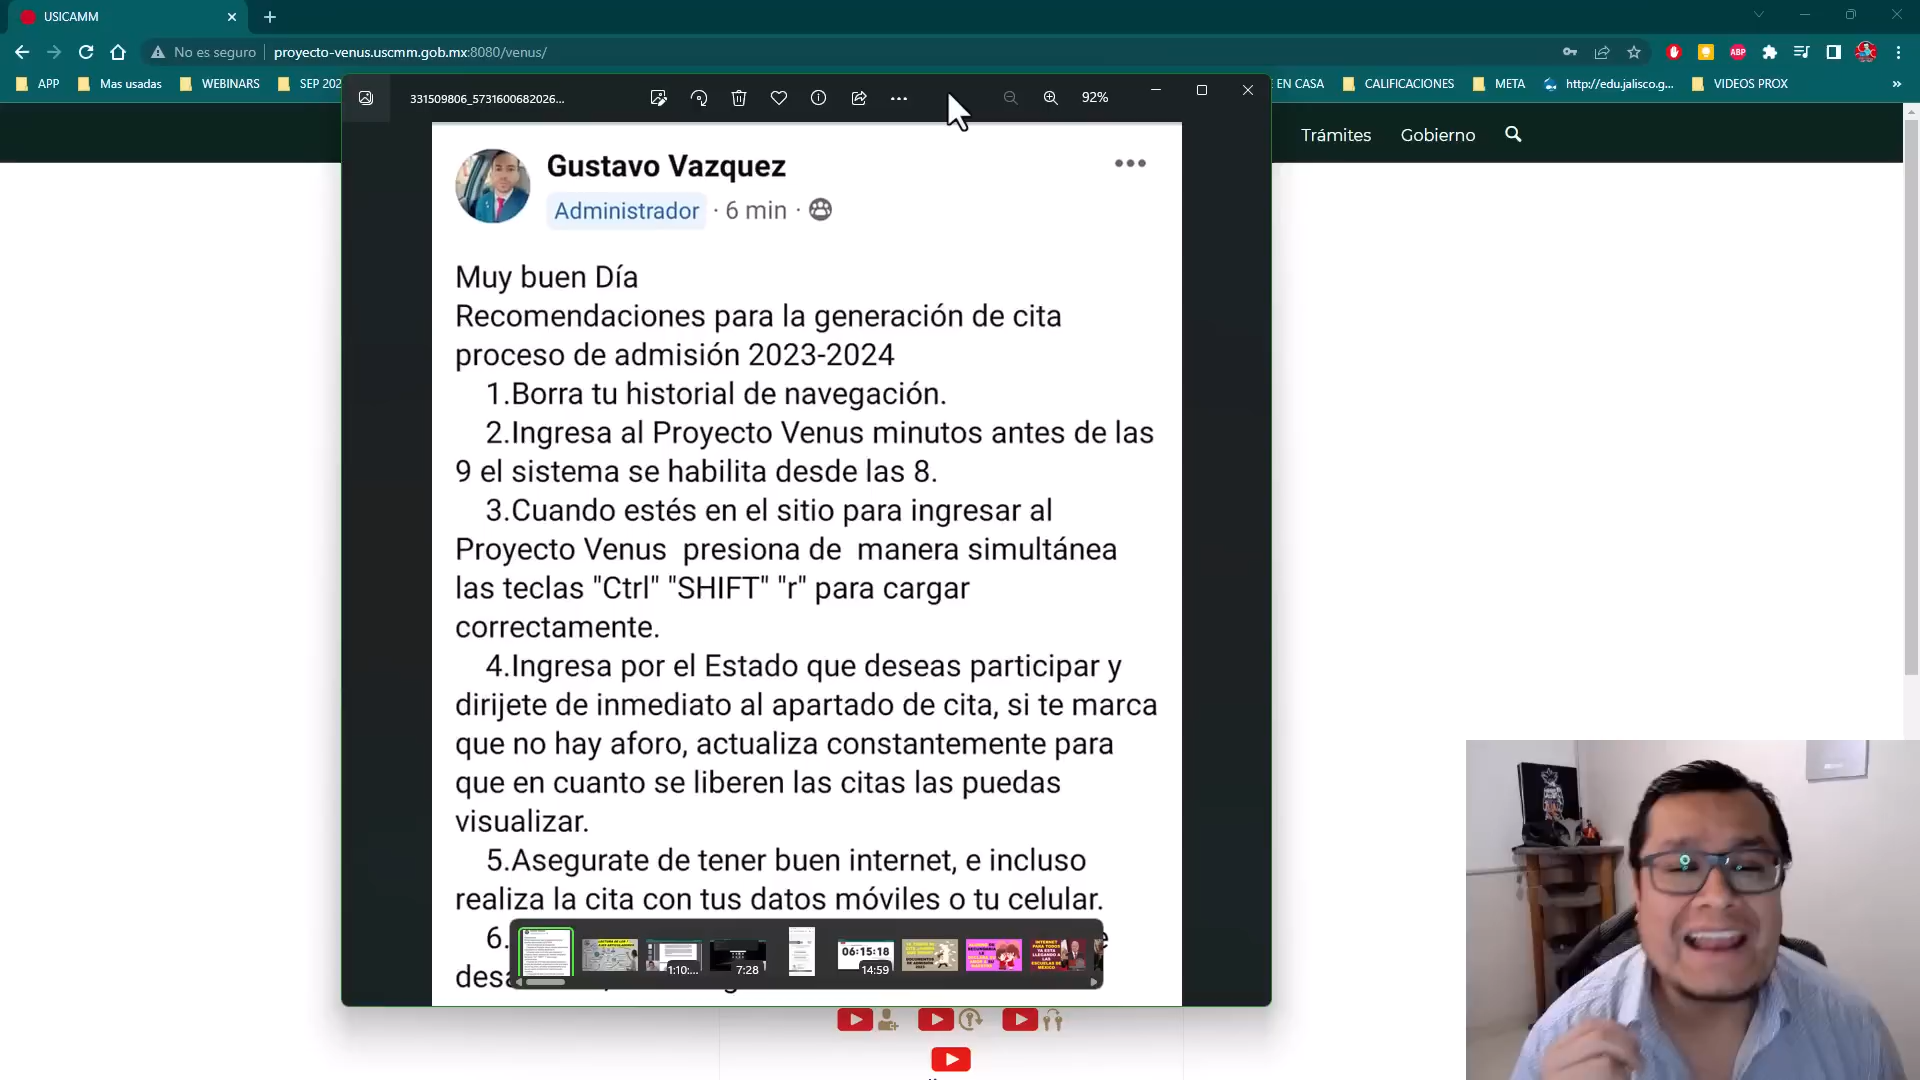 USICAMM
No es seguro
proyecto-venus.uscmm.gob.mx:8080/venus/
ABP
APP
Mas usadas
WEBINARS
SEP 202
EN CASA
CALIFICACIONES
META
http://edu.jalisco.g...
VIDEOS PROX
331509806_5731600682026...
92%
Trámites
Gobierno
Gustavo Vazquez
Administrador · 6 min ·
Muy buen Día
Recomendaciones para la generación de cita
proceso de admisión 2023-2024
1.Borra tu historial de navegación.
2.Ingresa al Proyecto Venus minutos antes de las
9 el sistema se habilita desde las 8.
3.Cuando estés en el sitio para ingresar al
Proyecto Venus presiona de manera simultánea
las teclas "Ctrl" "SHIFT" "r" para cargar
correctamente.
4.Ingresa por el Estado que deseas participar y
dirijete de inmediato al apartado de cita, si te marca
que no hay aforo, actualiza constantemente para
que en cuanto se liberen las citas las puedas
visualizar.
5.Asegurate de tener buen internet, e incluso
realiza la cita con tus datos móviles o tu celular.
6.
1:10:...
7:28
06:15:18
14:59
INTERNET
PARA TODOS